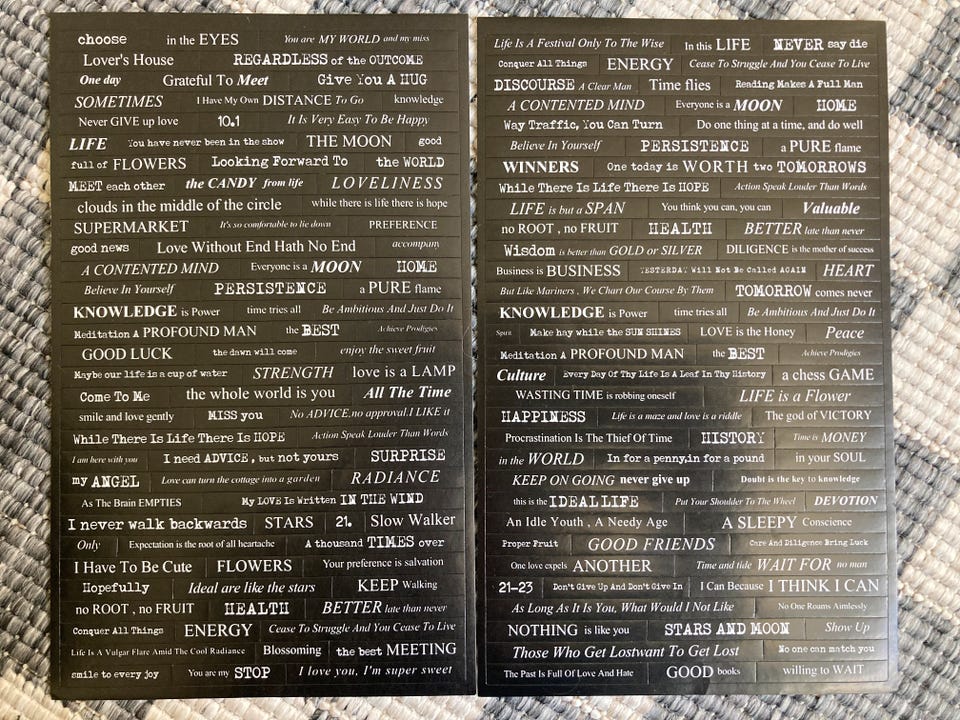 choose in the EYES You are MY WORLD and my miss
Lover's House REGARDLESS of the OUTCOME
One day Grateful To Meet Give You A HUG
SOMETIMES I Have My Own DISTANCE To Go knowledge
Never GIVE up love 10.1 It Is Very Easy To Be Happy
LIFE You have never been in the show THE MOON good
full of FLOWERS Looking Forward To the WORLD
MEET each other the CANDY from life LOVELINESS
clouds in the middle of the circle while there is life there is hope
SUPERMARKET It's so comfortable to lie down PREFERENCE
good news Love Without End Hath No End accompany
A CONTENTED MIND Everyone is a MOON HOME
Believe In Yourself PERSISTENCE a PURE flame
KNOWLEDGE is Power time tries all Be Ambitious And Just Do It
Meditation A PROFOUND MAN the BEST Achieve Prodigies
GOOD LUCK the dawn will come enjoy the sweet fruit
Maybe our life is a cup of water STRENGTH love is a LAMP
Come To Me the whole world is you All The Time
smile and love gently MISS you No ADVICE.no approval.I LIKE it
While There Is Life There Is HOPE Action Speak Louder Than Words
I am here with you I need ADVICE, but not yours SURPRISE
my ANGEL Love can turn the cottage into a garden RADIANCE
As The Brain EMPTIES My LOVE Is Written IN THE WIND
I never walk backwards STARS 21. Slow Walker
Only Expectation is the root of all heartache A thousand TIMES over
I Have To Be Cute FLOWERS Your preference is salvation
Hopefully Ideal are like the stars KEEP Walking
no ROOT , no FRUIT HEALTH BETTER late than never
Conquer All Things ENERGY Cease To Struggle And You Cease To Live
Life Is A Vulgar Flare Amid The Cool Radiance Blossoming the best MEETING
smile to every joy You are my STOP I love you, I'm super sweet
Life Is A Festival Only To The Wise In this LIFE NEVER say die
Conquer All Things ENERGY Cease To Struggle And You Cease To Live
DISCOURSE A Clear Man Time flies Reading Makes A Full Man
A CONTENTED MIND Everyone is a MOON HOME
Way Traffic, You Can Turn Do one thing at a time, and do well
Believe In Yourself PERSISTENCE a PURE flame
WINNERS One today is WORTH two TOMORROWS
While There Is Life There Is HOPE Action Speak Louder Than Words
LIFE is but a SPAN You think you can, you can Valuable
no ROOT , no FRUIT HEALTH BETTER late than never
Wisdom is better than GOLD or SILVER DILIGENCE is the mother of success
Business is BUSINESS YESTERDAY Will Not Be Called AGAIN HEART
But Like Mariners , We Chart Our Course By Them TOMORROW comes never
KNOWLEDGE is Power time tries all Be Ambitious And Just Do It
Spirit Make hay while the SUN SHINES LOVE is the Honey Peace
Meditation A PROFOUND MAN the BEST Achieve Prodigies
Culture Every Day Of Thy Life Is A Leaf In Thy History a chess GAME
WASTING TIME is robbing oneself LIFE is a Flower
HAPPINESS Life is a maze and love is a riddle The god of VICTORY
Procrastination Is The Thief Of Time HISTORY Time is MONEY
in the WORLD In for a penny,in for a pound in your SOUL
KEEP ON GOING never give up Doubt is the key to knowledge
this is the IDEAL LIFE Put Your Shoulder To The Wheel DEVOTION
An Idle Youth , A Needy Age A SLEEPY Conscience
Proper Fruit GOOD FRIENDS Care And Diligence Bring Luck
One love expels ANOTHER Time and tide WAIT FOR no man
21-23 Don't Give Up And Don't Give In I Can Because I THINK I CAN
As Long As It Is You, What Would I Not Like No One Roams Aimlessly
NOTHING is like you STARS AND MOON Show Up
Those Who Get Lostwant To Get Lost No one can match you
The Past Is Full Of Love And Hate GOOD books willing to WAIT